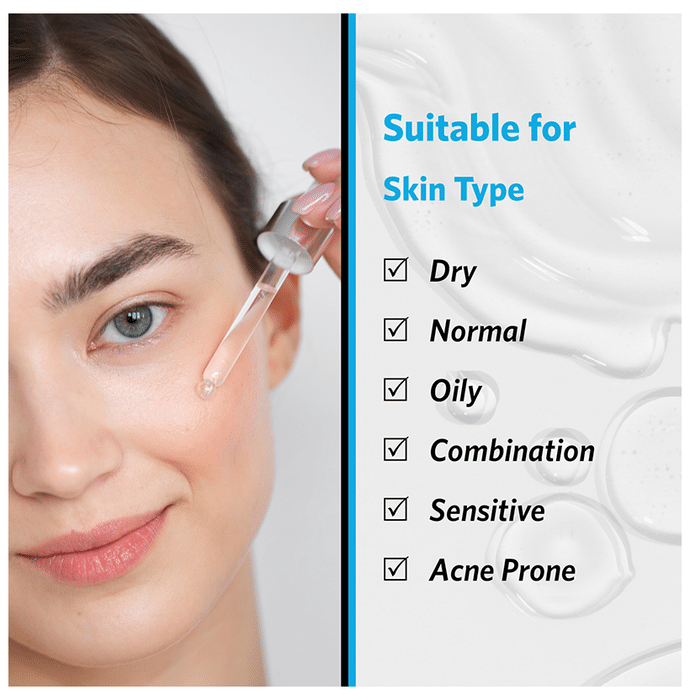 Suitable for
Skin Type
Dry
Normal
Oily
Combination
Sensitive
Acne Prone